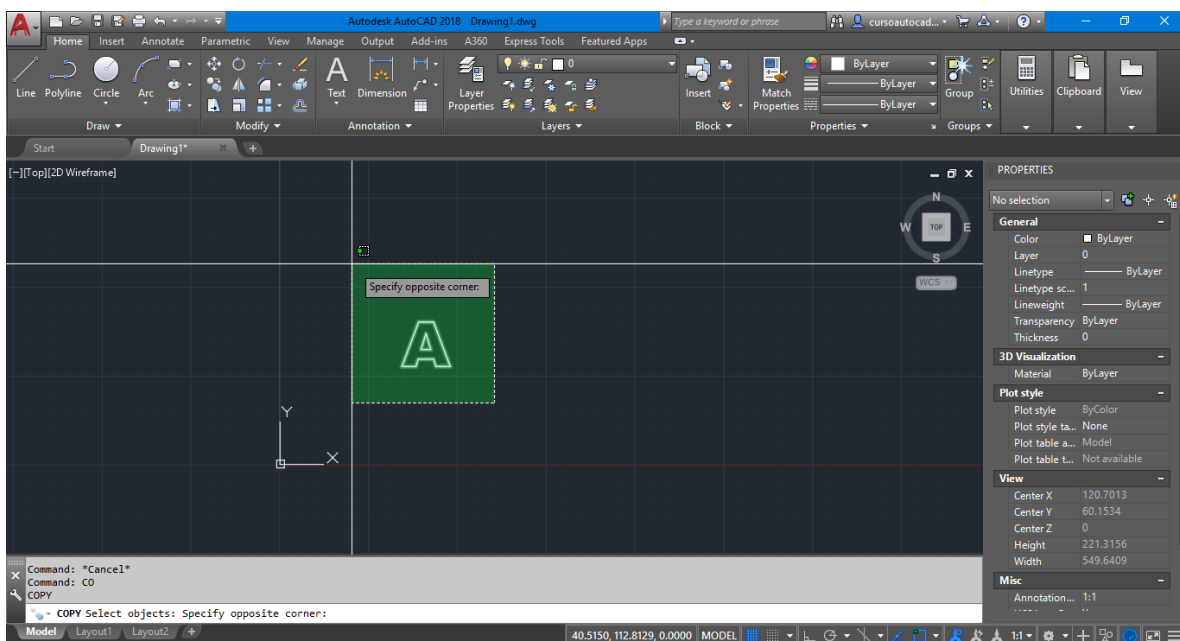 A Autodesk AutoCAD 2018 Drawing1.dwg Type a keyword or phrase cursoautocad... ?
Home Insert Annotate Parametric View Manage Output Add-ins A360 Express Tools Featured Apps
Line Polyline Circle Arc Text Dimension Layer Properties 0 Insert Match Properties ByLayer ByLayer ByLayer Group Utilities Clipboard View
Draw Modify Annotation Layers Block Properties Groups
Start Drawing1* +
[−][Top][2D Wireframe]
N
W TOP E
S
WCS
Specify opposite corner:
A
Y
X
PROPERTIES
No selection
General
Color ByLayer
Layer 0
Linetype ByLayer
Linetype sc... 1
Lineweight ByLayer
Transparency ByLayer
Thickness 0
3D Visualization
Material ByLayer
Plot style
Plot style ByColor
Plot style ta... None
Plot table a... Model
Plot table t... Not available
View
Center X 120.7013
Center Y 60.1534
Center Z 0
Height 221.3156
Width 549.6409
Misc
Annotation... 1:1
Command: *Cancel*
Command: CO
COPY
COPY Select objects: Specify opposite corner:
Model Layout1 Layout2 + 40.5150, 112.8129, 0.0000 MODEL 1:1